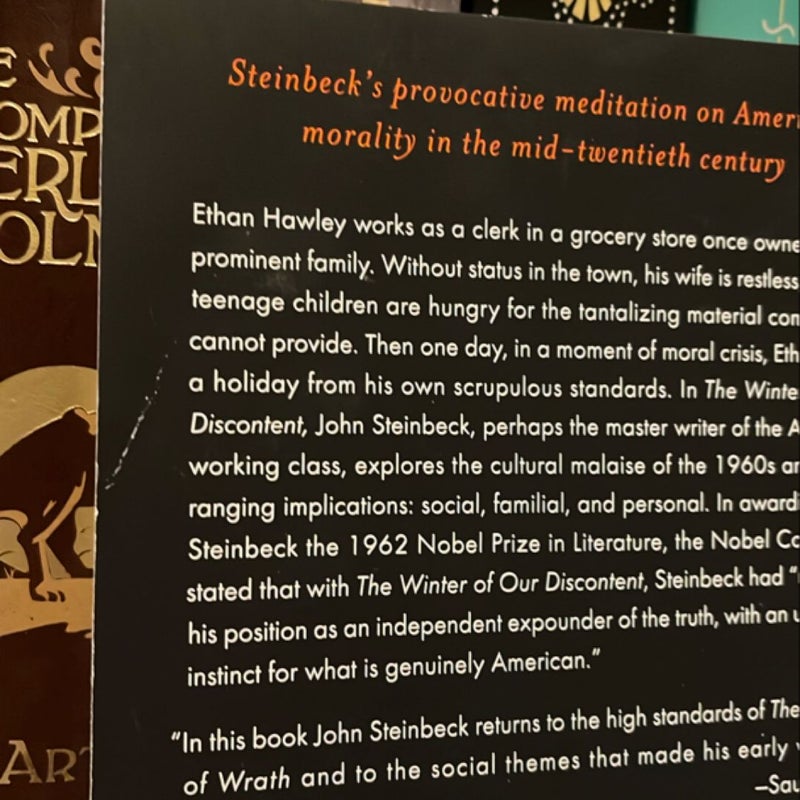 Steinbeck's provocative meditation on Ameri
morality in the mid-twentieth century
Ethan Hawley works as a clerk in a grocery store once owne
prominent family. Without status in the town, his wife is restless
teenage children are hungry for the tantalizing material com
cannot provide. Then one day, in a moment of moral crisis, Eth
a holiday from his own scrupulous standards. In The Winte
Discontent, John Steinbeck, perhaps the master writer of the A
working class, explores the cultural malaise of the 1960s an
ranging implications: social, familial, and personal. In awardi
Steinbeck the 1962 Nobel Prize in Literature, the Nobel Co
stated that with The Winter of Our Discontent, Steinbeck had "
his position as an independent expounder of the truth, with an u
instinct for what is genuinely American."
"In this book John Steinbeck returns to the high standards of The
of Wrath and to the social themes that made his early
—Sau
E
OMP
ERL
OLM
ART